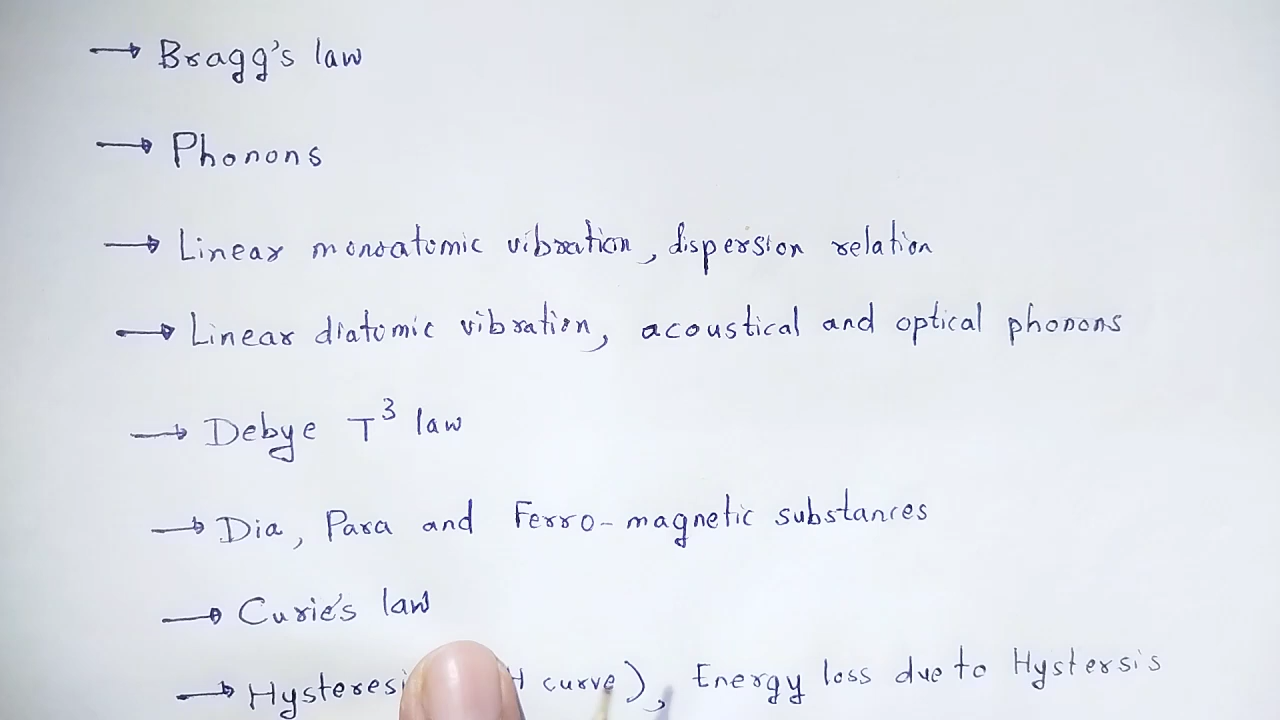 → Bragg's law
→ Phonons
→ Linear monoatomic vibration, dispersion relation
→ Linear diatomic vibration, acoustical and optical phonons
→ Debye T³ law
→ Dia, Para and Ferro-magnetic substances
→ Curie's law
→ curve), Energy loss due to Hystersis